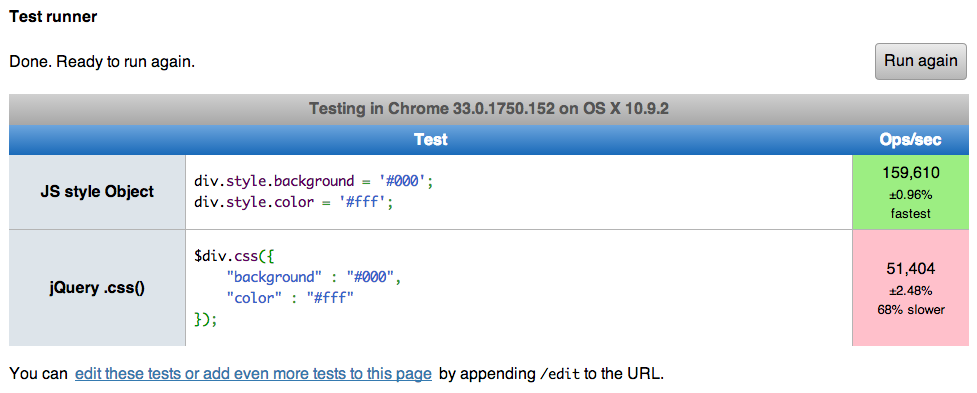 Test runner
Done. Ready to run again.
Run again
Testing in Chrome 33.0.1750.152 on OS X 10.9.2
Test Ops/sec
JS style Object
div.style.background = '#000';
div.style.color = '#fff';
159,610
±0.96%
fastest
jQuery .css()
$div.css({
"background" : "#000",
"color" : "#fff"
});
51,404
±2.48%
68% slower
You can edit these tests or add even more tests to this page by appending /edit to the URL.